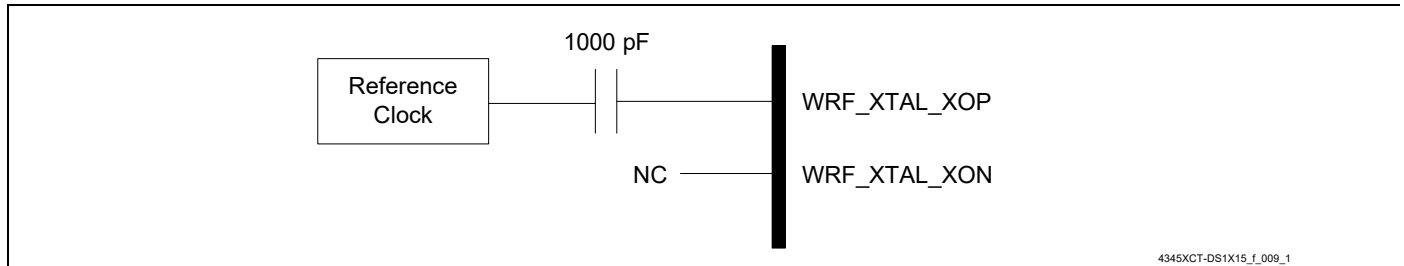 1000 pF
Reference
Clock
WRF_XTAL_XOP
NC
WRF_XTAL_XON
4345XCT-DS1X15_f_009_1